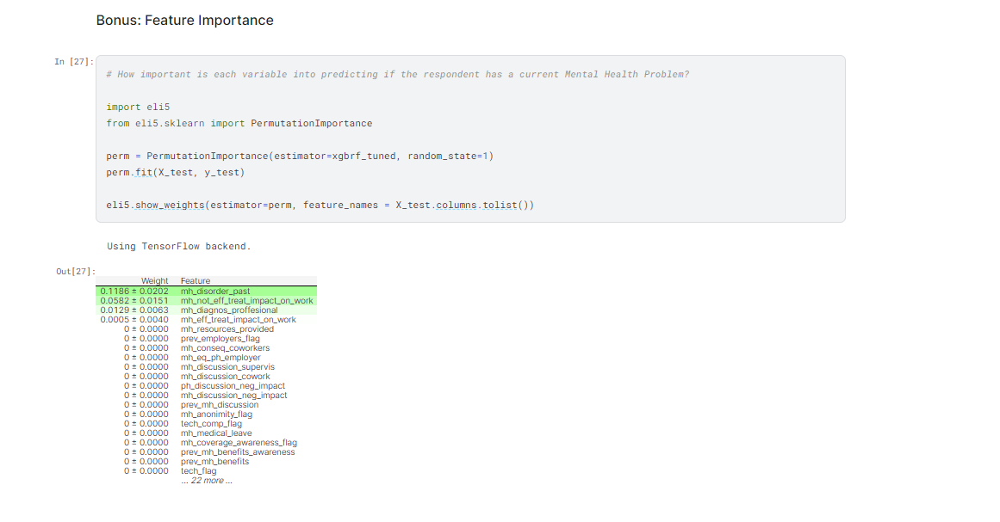 Bonus: Feature Importance
In [27]:
# How important is each variable into predicting if the respondent has a current Mental Health Problem?
import eli5
from eli5.sklearn import PermutationImportance
perm = PermutationImportance(estimator=xgbrf_tuned, random_state=1)
perm.fit(X_test, y_test)
eli5.show_weights(estimator=perm, feature_names = X_test.columns.tolist())
Using TensorFlow backend.
Out[27]:
Weight Feature
0.1186 ± 0.0202 mh_disorder_past
0.0582 ± 0.0151 mh_not_eff_treat_impact_on_work
0.0129 ± 0.0063 mh_diagnos_proffesional
0.0005 ± 0.0040 mh_eff_treat_impact_on_work
0 ± 0.0000 mh_resources_provided
0 ± 0.0000 prev_employers_flag
0 ± 0.0000 mh_conseq_coworkers
0 ± 0.0000 mh_eq_ph_employer
0 ± 0.0000 mh_discussion_supervis
0 ± 0.0000 mh_discussion_cowork
0 ± 0.0000 ph_discussion_neg_impact
0 ± 0.0000 mh_discussion_neg_impact
0 ± 0.0000 prev_mh_discussion
0 ± 0.0000 mh_anonimity_flag
0 ± 0.0000 tech_comp_flag
0 ± 0.0000 mh_medical_leave
0 ± 0.0000 mh_coverage_awareness_flag
0 ± 0.0000 prev_mh_benefits_awareness
0 ± 0.0000 prev_mh_benefits
0 ± 0.0000 tech_flag
... 22 more ...